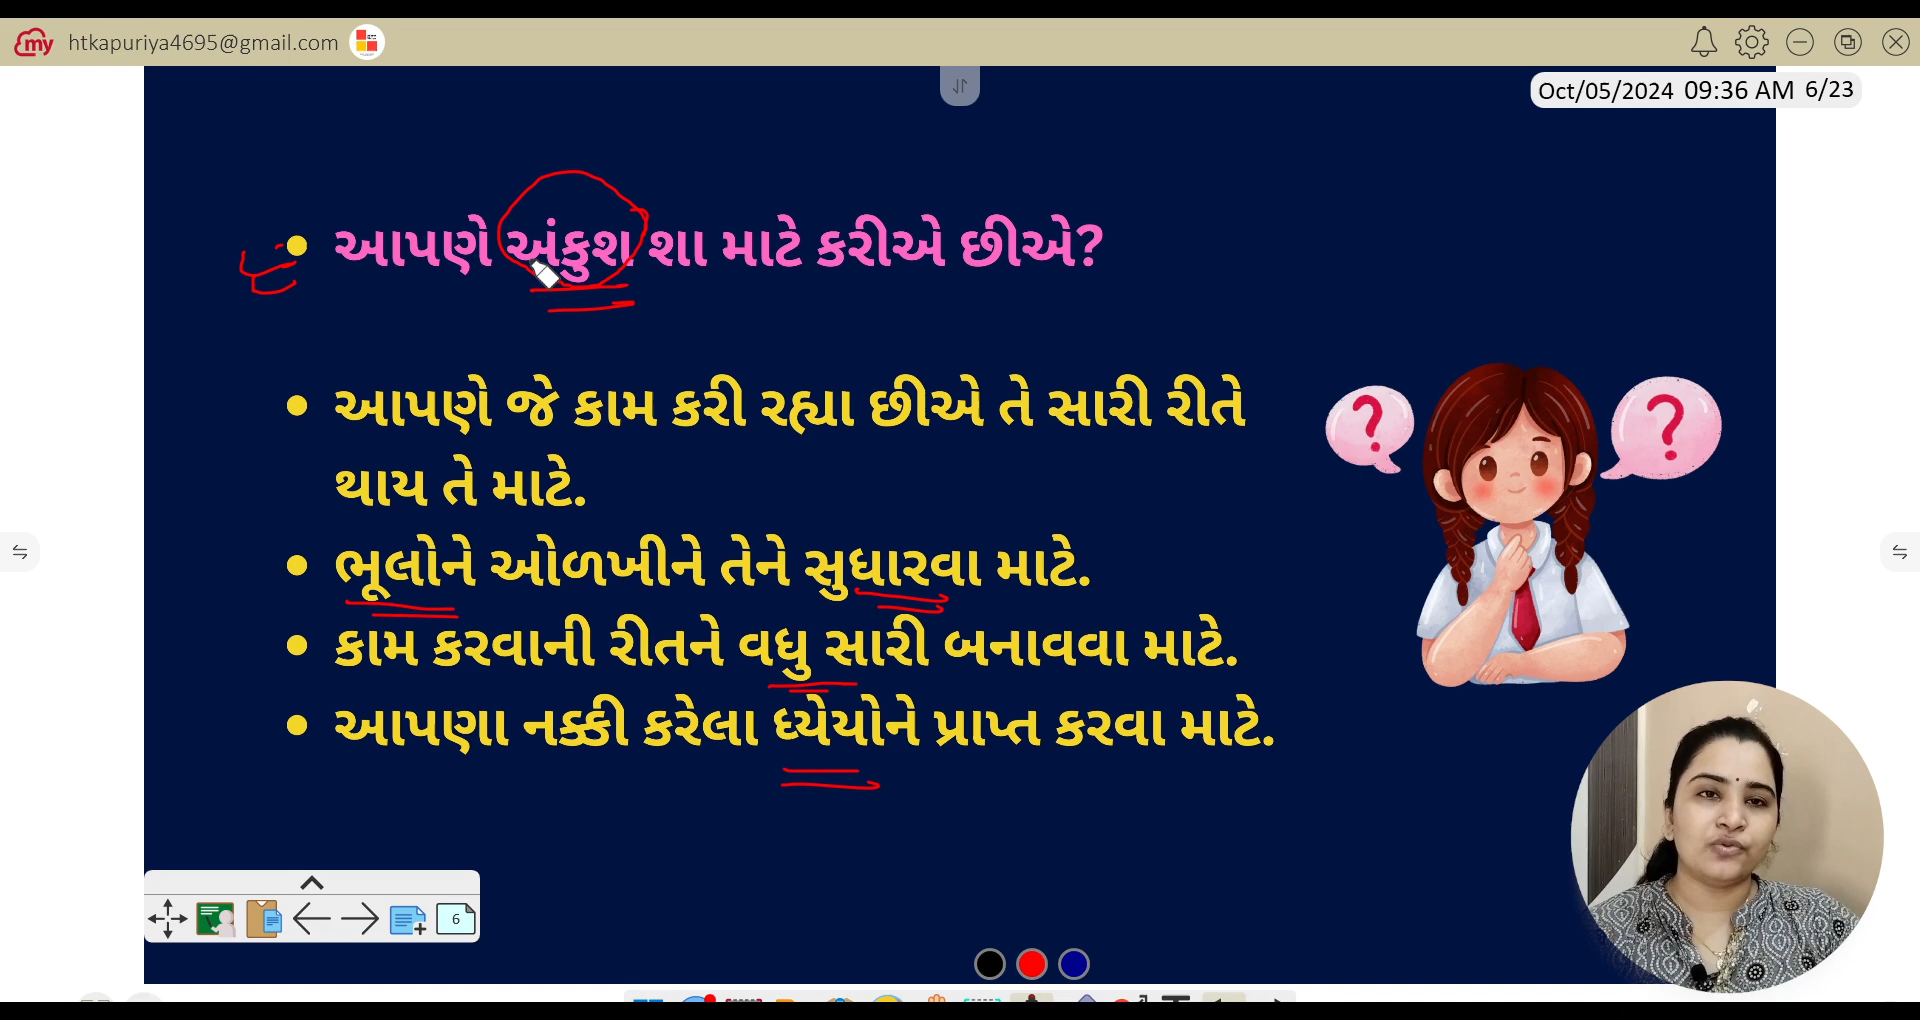 my htkapuriya4695@gmail.com
Oct/05/2024 09:36 AM 6/23
આપણે અંકુશ શા માટે કરીએ છીએ?
આપણે જે કામ કરી રહ્યા છીએ તે સારી રીતે
થાય તે માટે.
ભૂલોને ઓળખીને તેને સુધારવા માટે.
કામ કરવાની રીતને વધુ સારી બનાવવા માટે.
આપણા નક્કી કરેલા ધ્યેયોને પ્રાપ્ત કરવા માટે.
? ?
6